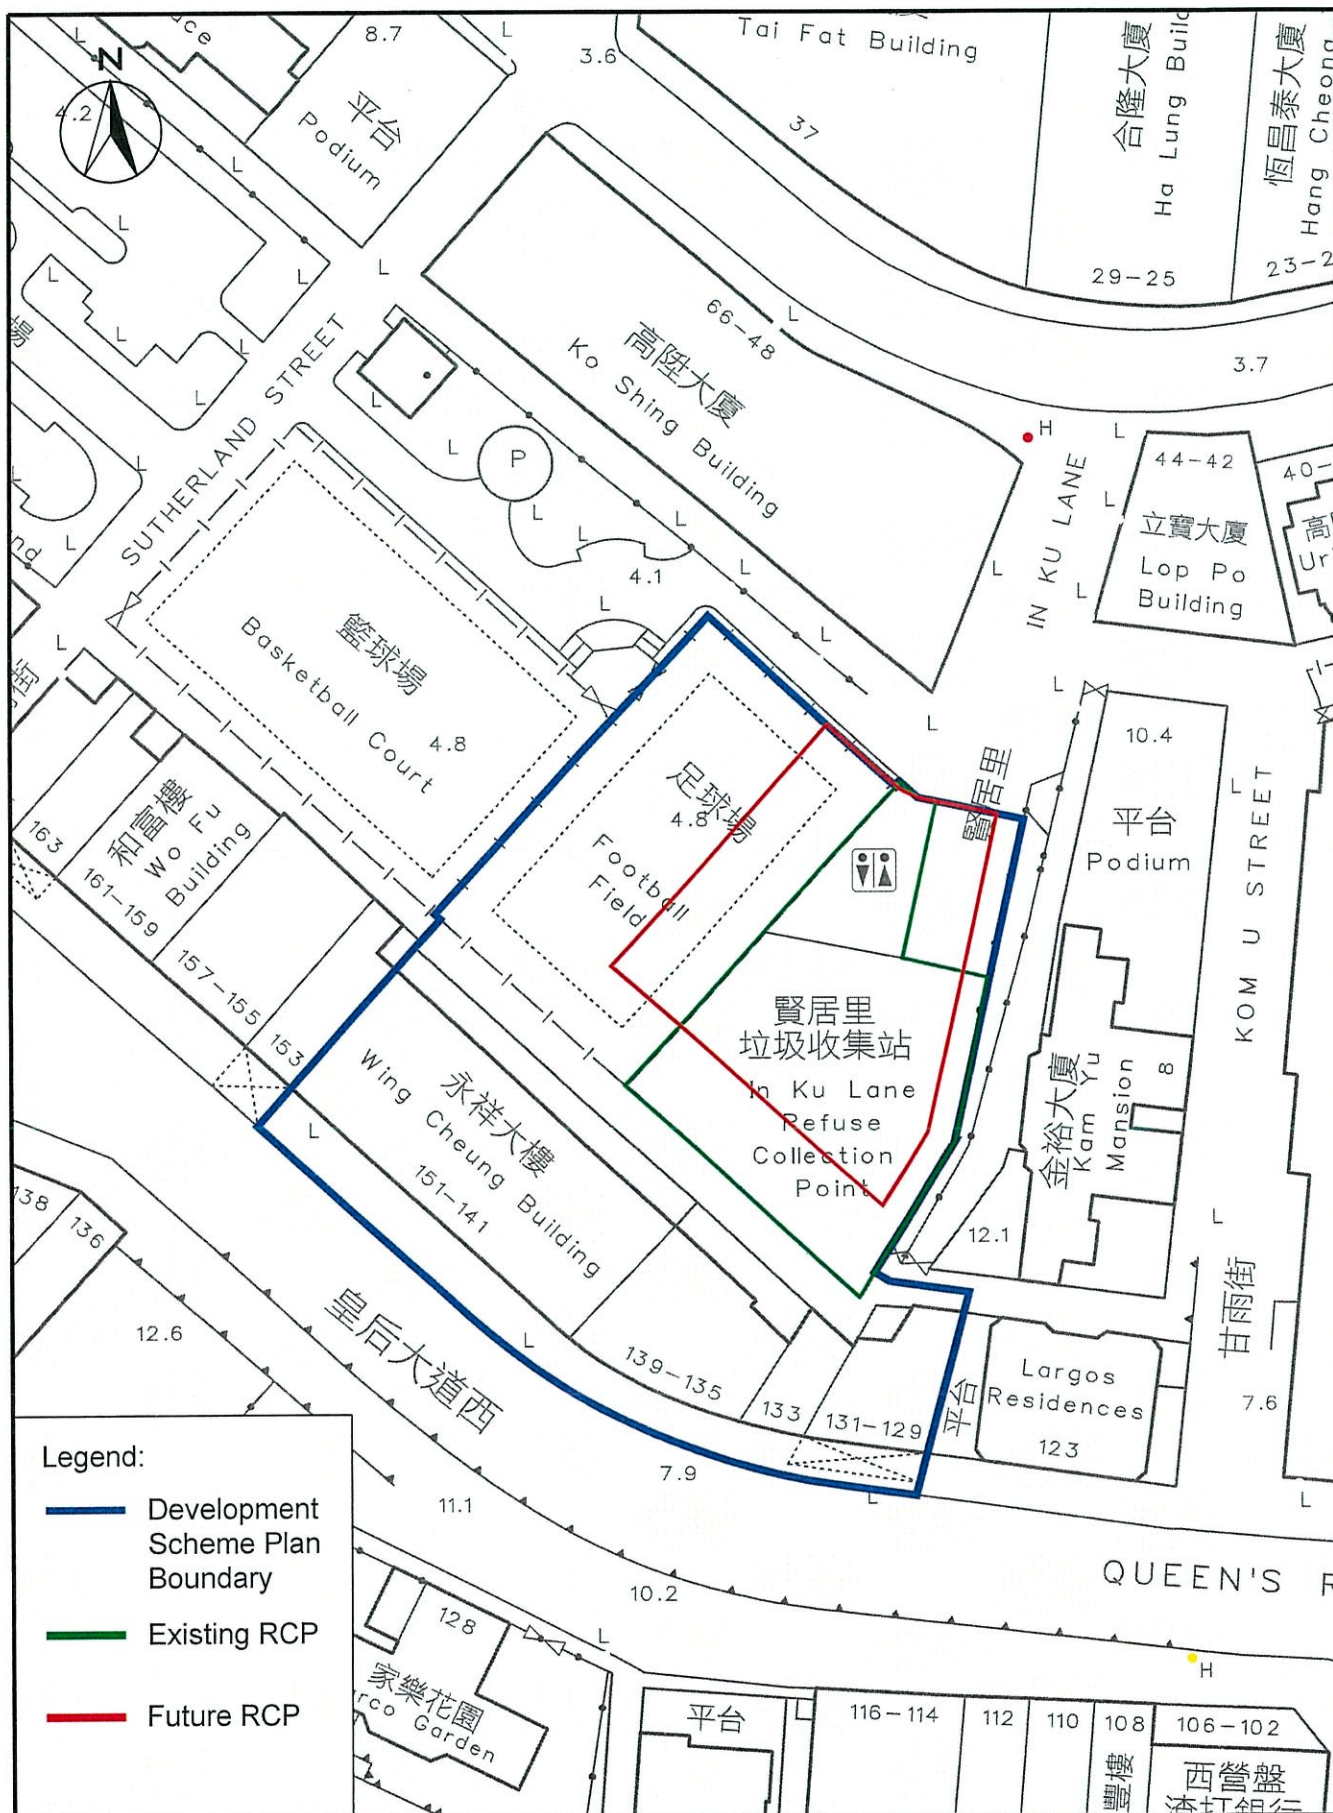 N
4.2
8.7
平台
Podium
L
3.6
Tai Fat Building
37
合隆大廈
29-25
恆昌泰大廈
Hang Cheong
3.7
66-48
高陞大廈
Ko Shing Building
H
SUTHERLAND STREET
P
4.1
IN KU LANE
44-42
立寶大廈
Lop Po
Building
籃球場
Basketball Court
4.8
足球場
4.8
Football
Field
賢居里
10.4
平台
Podium
KOM U STREET
163
和富樓
Wo Fu
Building
161-159
157-155
153
賢居里
垃圾收集站
In Ku Lane
Refuse
Collection
Point
金裕大廈
Kam Yu
Mansion
8
永祥大樓
Wing Cheung Building
151-141
138
136
12.1
甘雨街
7.6
12.6
皇后大道西
139-135
133
131-129
平台
Largos
Residences
123
7.9
11.1
10.2
QUEEN'S
H
Legend:
Development
Scheme Plan
Boundary
Existing RCP
Future RCP
128
家樂花園
Garden
平台
116-114
112
110
108
106-102
西營盤